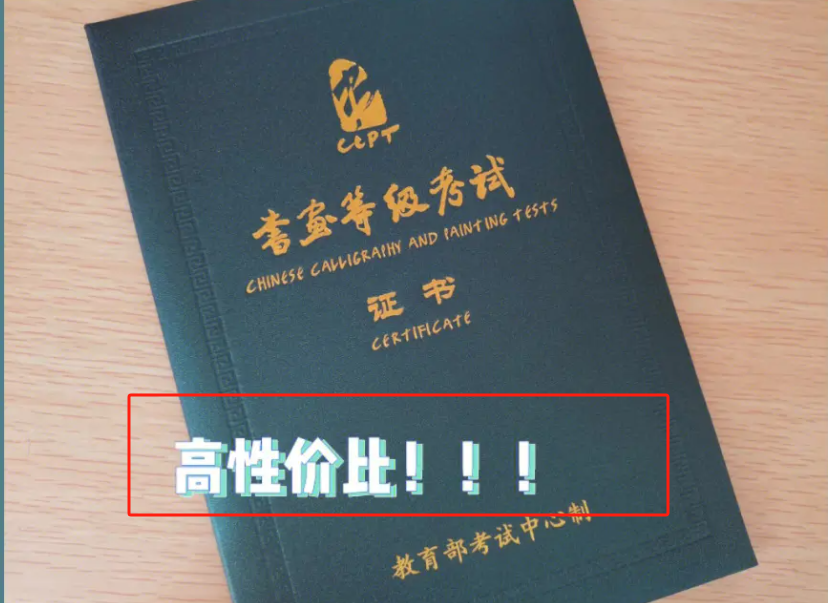 CCPT
书画等级考试
CHINESE CALLIGRAPHY AND PAINTING TESTS
证书
CERTIFICATE
高性价比！！！
教育部考试中心制